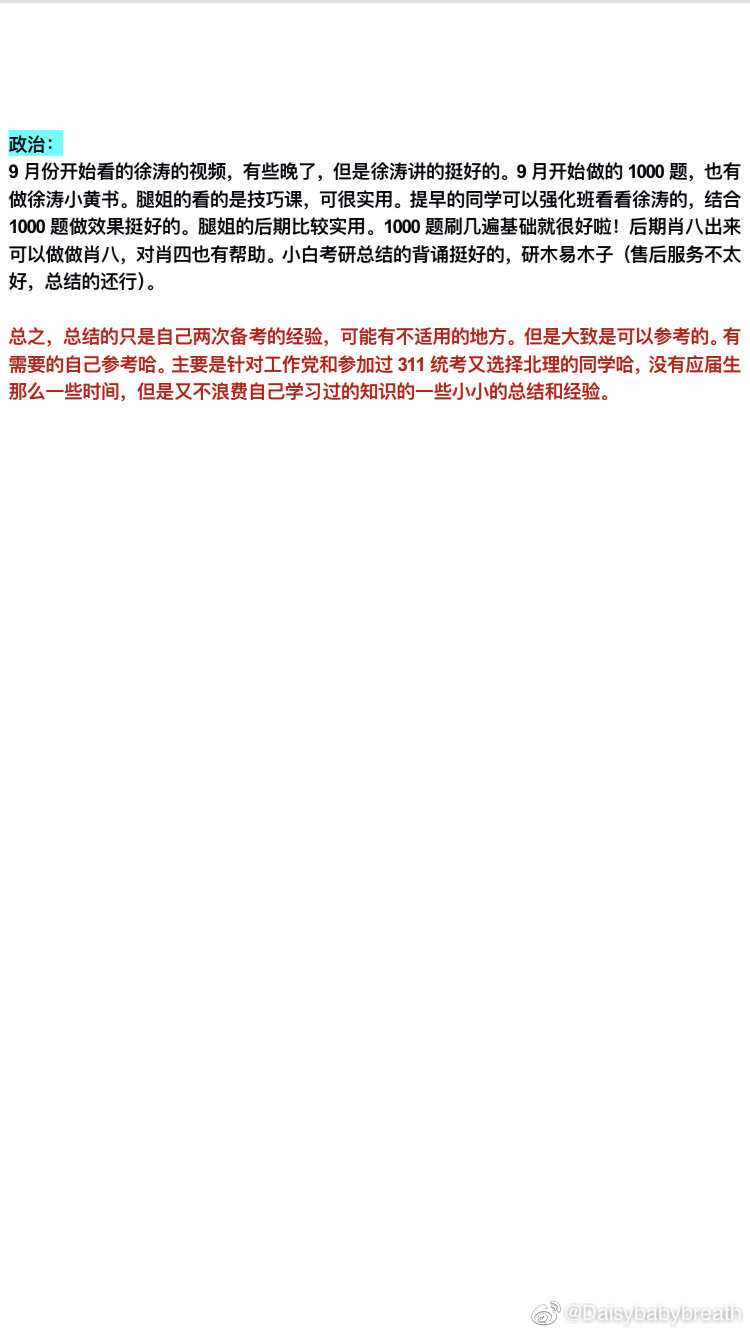 政治：
9 月份开始看的徐涛的视频，有些晚了，但是徐涛讲的挺好的。9 月开始做的 1000 题，也有
做徐涛小黄书。腿姐的看的是技巧课，可很实用。提早的同学可以强化班看看徐涛的，结合
1000 题做效果挺好的。腿姐的后期比较实用。1000 题刷几遍基础就很好啦！后期肖八出来
可以做做肖八，对肖四也有帮助。小白考研总结的背诵挺好的，研木易木子（售后服务不太
好，总结的还行）。
总之，总结的只是自己两次备考的经验，可能有不适用的地方。但是大致是可以参考的。有
需要的自己参考哈。主要是针对工作党和参加过 311 统考又选择北理的同学哈，没有应届生
那么一些时间，但是又不浪费自己学习过的知识的一些小小的总结和经验。
@Daisybabybreath